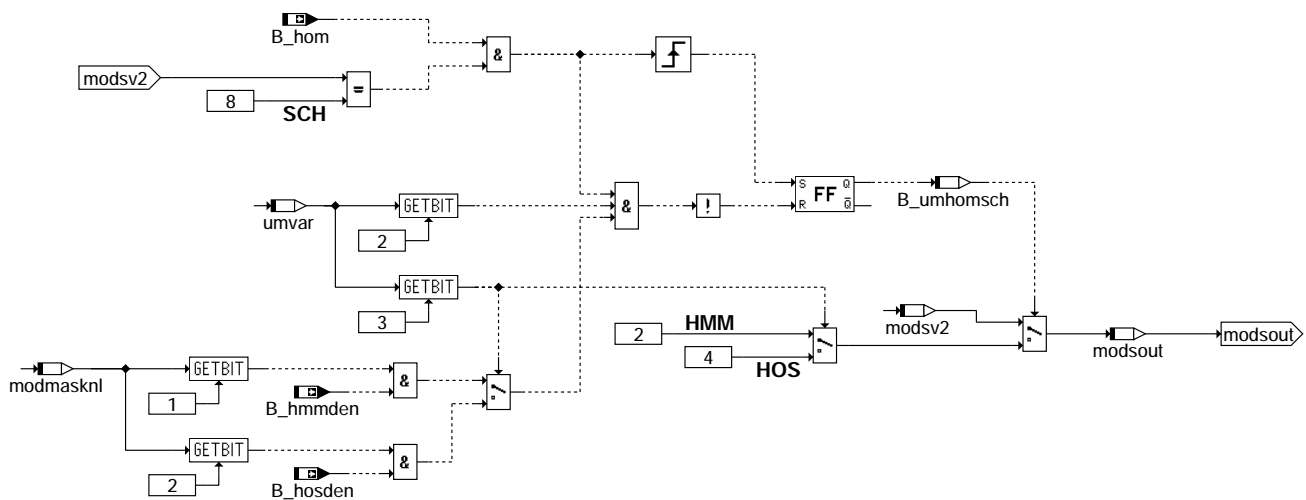 B_hom
modsv2
&
=
8
SCH
umvar
GETBIT
2
&
!
S Q
FF
R Q̅
B_umhomsch
GETBIT
3
2
HMM
4
HOS
modsv2
modsout
modsout
modmasknl
GETBIT
1
B_hmmden
&
GETBIT
2
B_hosden
&